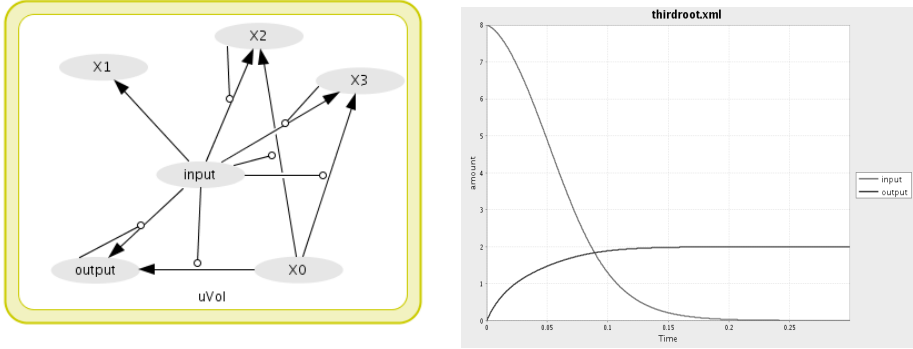 X2
X1
X3
input
output
X0
uVol
thirdroot.xml
8
7
6
5
4
3
2
1
0
amount
0 0.05 0.1 0.15 0.2 0.25
Time
input
output